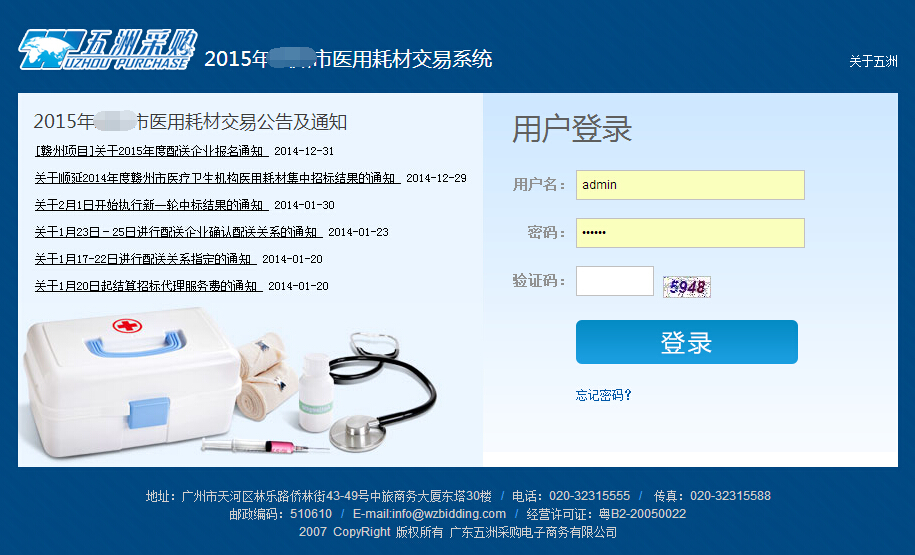 五洲采购
WUZHOU PURCHASE
2015年 市医用耗材交易系统
关于五洲
2015年 市医用耗材交易公告及通知
[赣州项目]关于2015年度配送企业报名通知 2014-12-31
关于顺延2014年度赣州市医疗卫生机构医用耗材集中招标结果的通知 2014-12-29
关于2月1日开始执行新一轮中标结果的通知 2014-01-30
关于1月23日-25日进行配送企业确认配送关系的通知 2014-01-23
关于1月17-22日进行配送关系指定的通知 2014-01-20
关于1月20日起结算招标代理服务费的通知 2014-01-20
用户登录
用户名： admin
密码： ••••••
验证码： 5948
登录
忘记密码？
地址：广州市天河区林乐路侨林街43-49号中旅商务大厦东塔30楼 / 电话：020-32315555 / 传真：020-32315588
邮政编码：510610 / E-mail:info@wzbidding.com / 经营许可证：粤B2-20050022
2007 CopyRight 版权所有 广东五洲采购电子商务有限公司